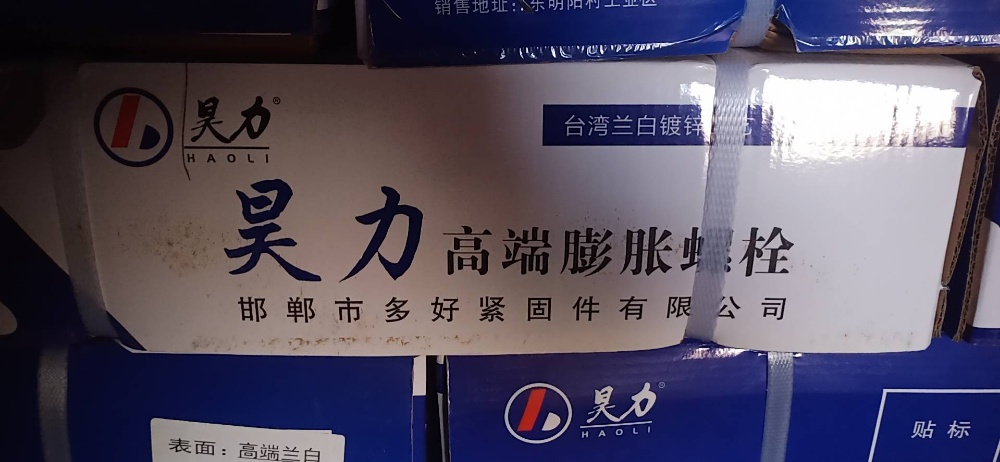 销售地址:东明阳村工业区
昊力®
HAOLI
台湾兰白镀锌
昊力 高端膨胀螺栓
邯郸市多好紧固件有限公司
昊力®
HAOLI
贴标
表面：高端兰白